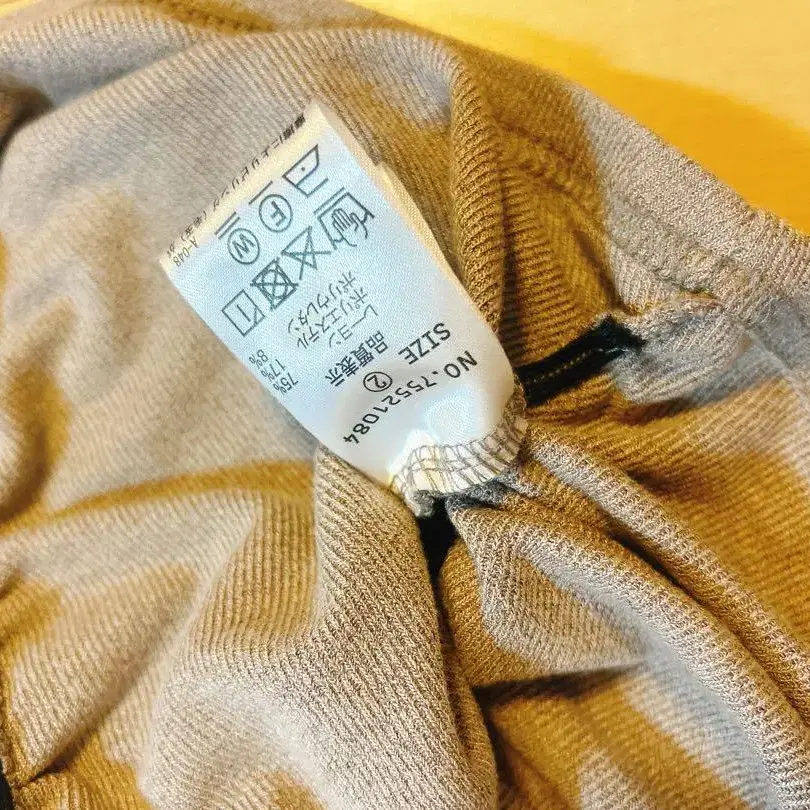 NO.75521084
SIZE ②
品質表示
レーヨン 75%
ポリエステル 17%
ポリウレタン 8%
F
W
A-048